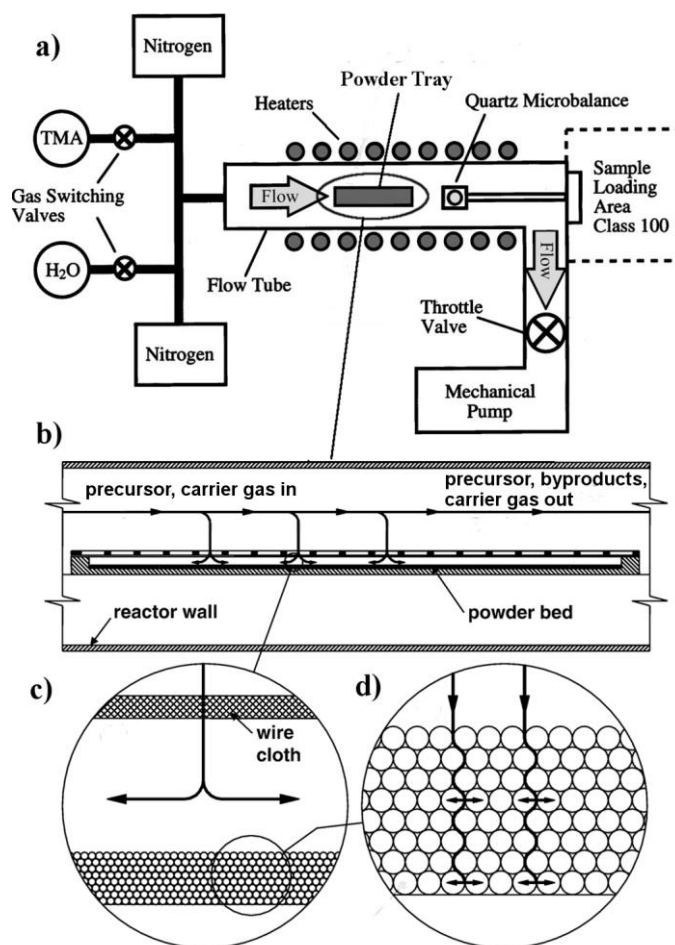 a)
Nitrogen
Powder Tray
Heaters
Quartz Microbalance
TMA
Gas Switching
Valves
Flow
Sample
Loading
Area
Class 100
H₂O
Flow Tube
Flow
Throttle
Valve
Nitrogen
Mechanical
Pump
b)
precursor, carrier gas in
precursor, byproducts,
carrier gas out
reactor wall
powder bed
c)
d)
wire
cloth